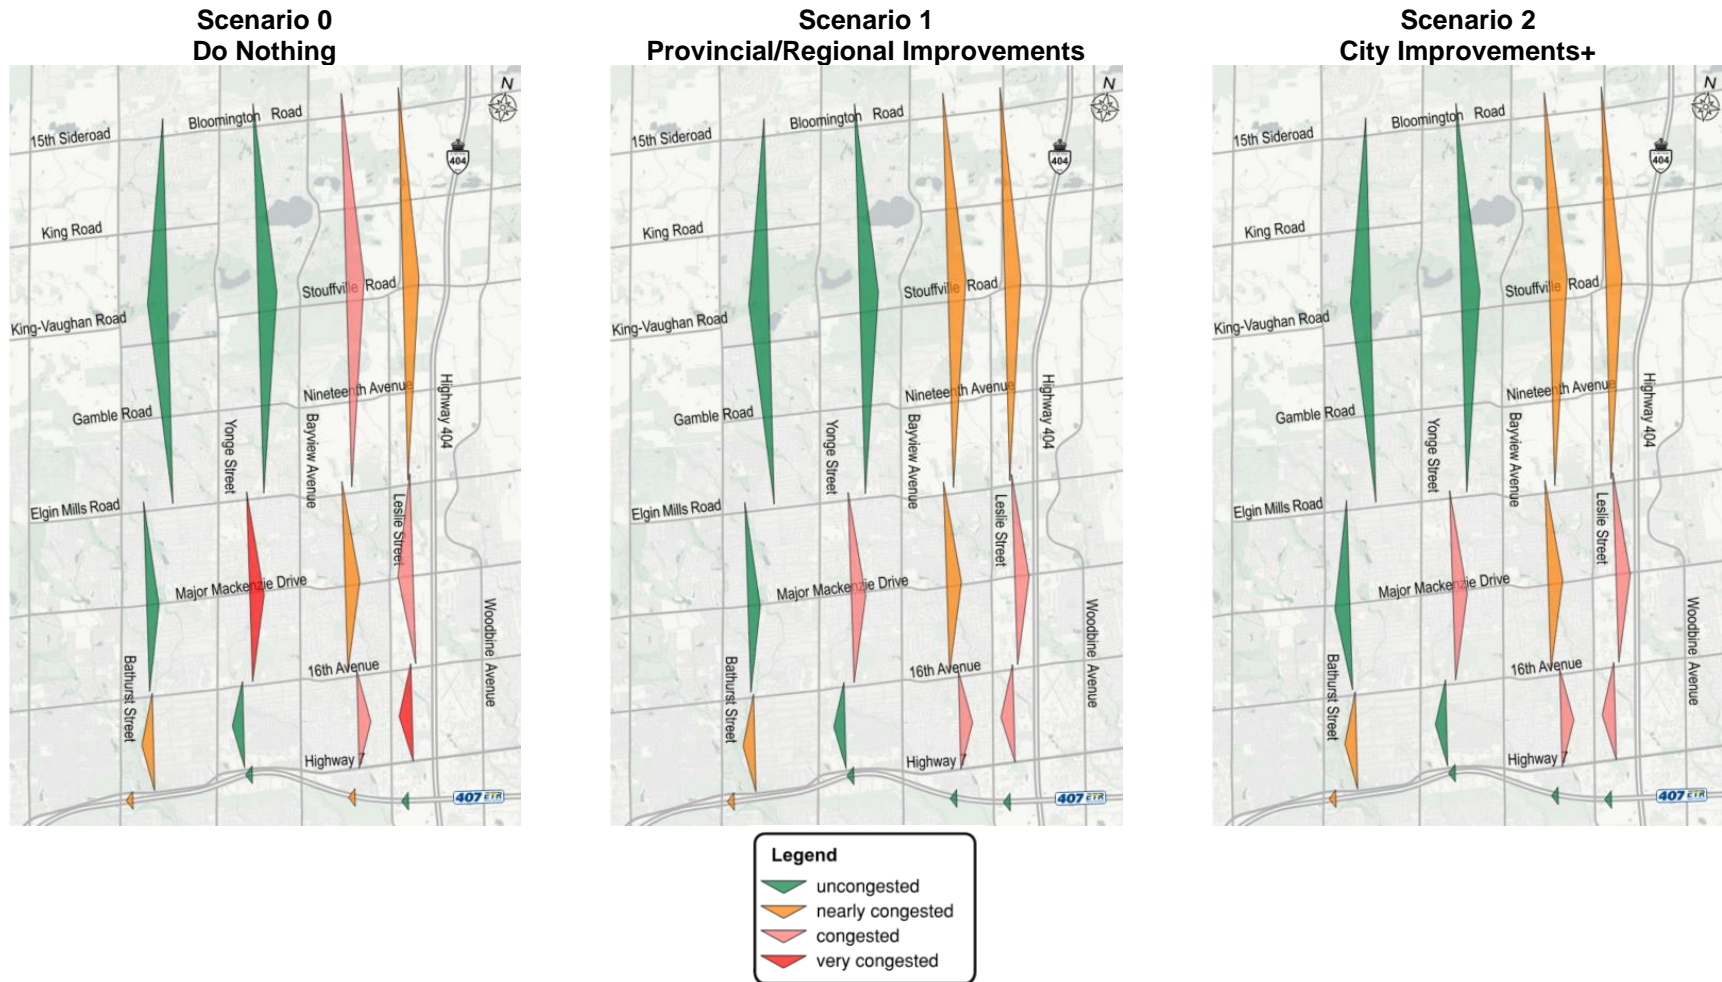 Scenario 0
Do Nothing
N
Bloomington Road
15th Sideroad
404
King Road
Stouffville Road
King-Vaughan Road
Nineteenth Avenue
Highway 404
Gamble Road
Yonge Street
Bayview Avenue
Elgin Mills Road
Leslie Street
Major Mackenzie Drive
Woodbine Avenue
16th Avenue
Bathurst Street
Highway 7
407 ETR
Scenario 1
Provincial/Regional Improvements
N
Bloomington Road
15th Sideroad
404
King Road
Stouffville Road
King-Vaughan Road
Nineteenth Avenue
Highway 404
Gamble Road
Yonge Street
Bayview Avenue
Elgin Mills Road
Leslie Street
Major Mackenzie Drive
Woodbine Avenue
16th Avenue
Bathurst Street
Highway 7
407 ETR
Scenario 2
City Improvements+
N
Bloomington Road
15th Sideroad
404
King Road
Stouffville Road
King-Vaughan Road
Nineteenth Avenue
Highway 404
Gamble Road
Yonge Street
Bayview Avenue
Elgin Mills Road
Leslie Street
Major Mackenzie Drive
Woodbine Avenue
16th Avenue
Bathurst Street
Highway 7
407 ETR
Legend
uncongested
nearly congested
congested
very congested